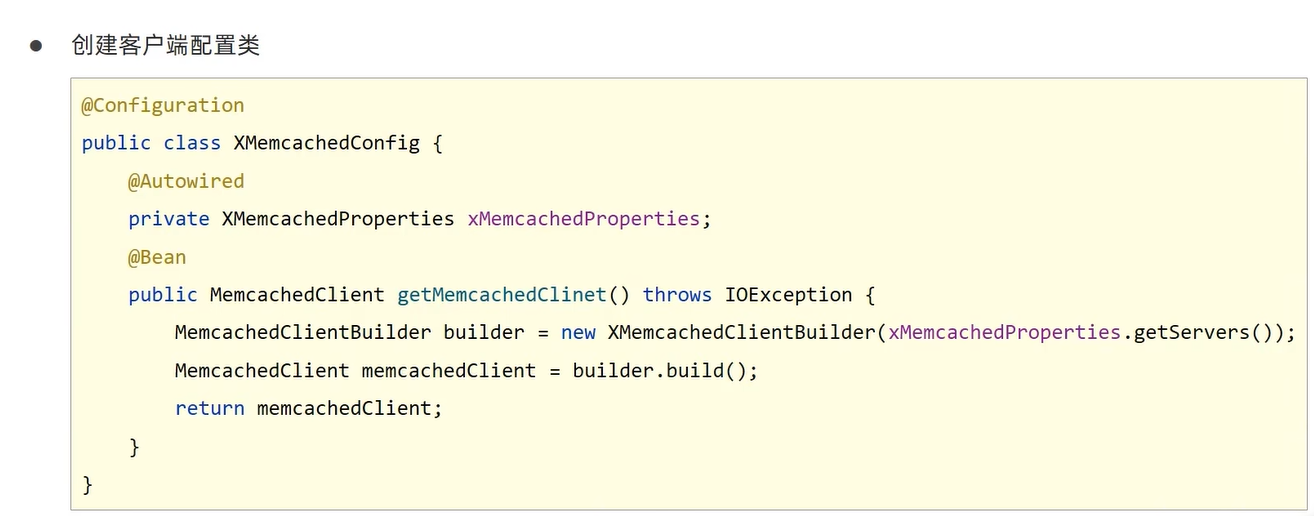 ● 创建客户端配置类
@Configuration
public class XMemcachedConfig {
    @Autowired
    private XMemcachedProperties xMemcachedProperties;
    @Bean
    public MemcachedClient getMemcachedClinet() throws IOException {
        MemcachedClientBuilder builder = new XMemcachedClientBuilder(xMemcachedProperties.getServers());
        MemcachedClient memcachedClient = builder.build();
        return memcachedClient;
    }
}